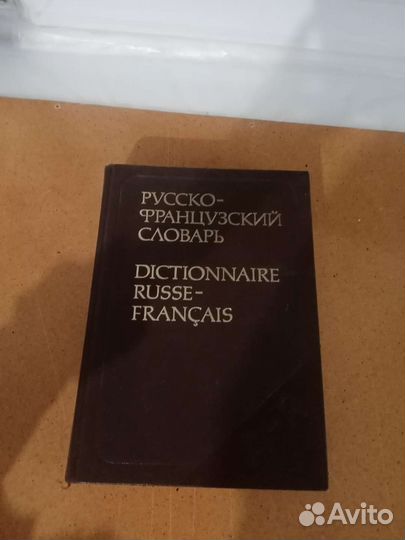 РУССКО-
ФРАНЦУЗСКИЙ
СЛОВАРЬ
DICTIONNAIRE
RUSSE-
FRANÇAIS
Avito